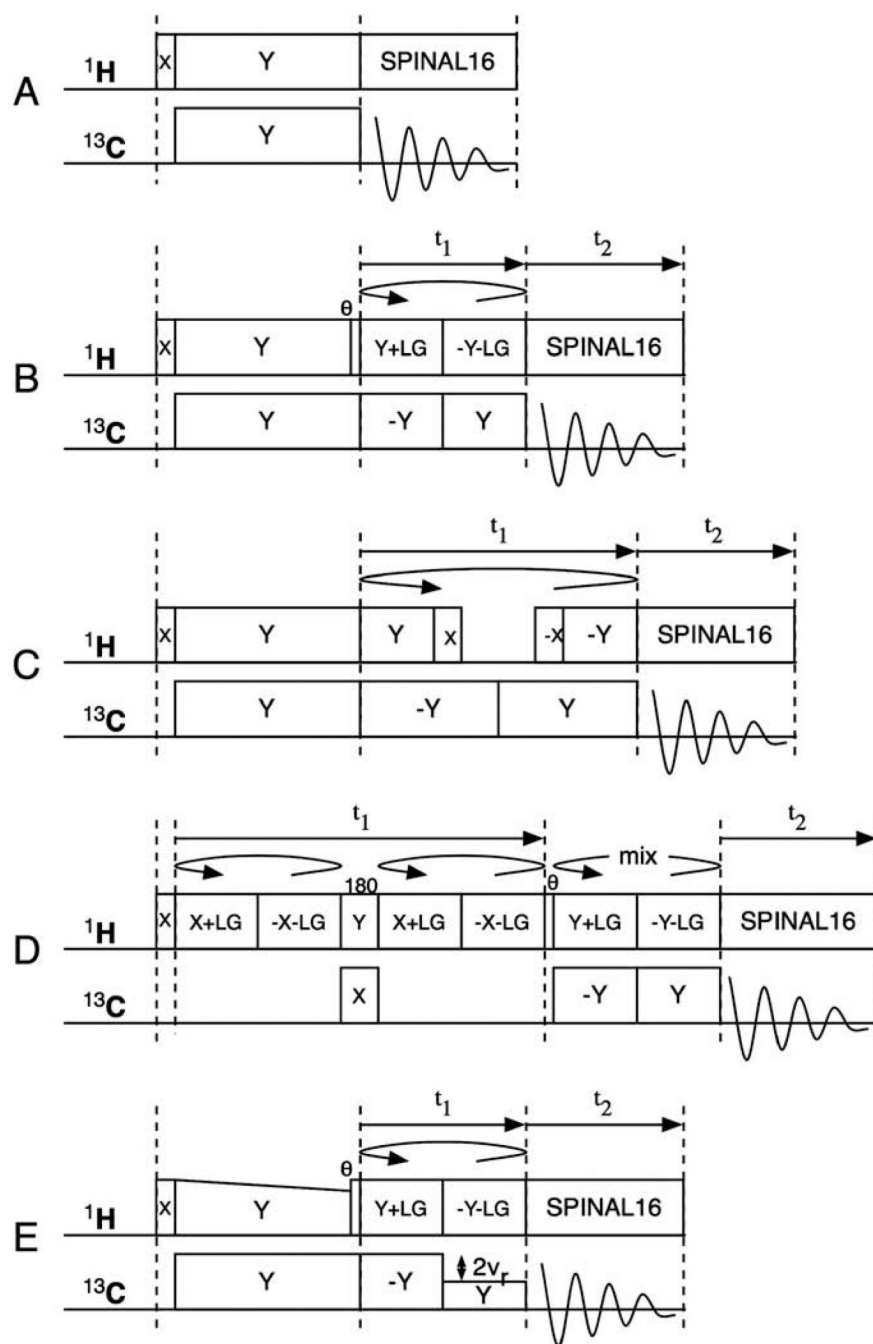 A
¹H X Y SPINAL16
¹³C Y
B
t₁ t₂
θ
¹H X Y Y+LG -Y-LG SPINAL16
¹³C Y -Y Y
C
t₁ t₂
¹H X Y Y X -X -Y SPINAL16
¹³C Y -Y Y
D
t₁ t₂
mix
180 θ
¹H X X+LG -X-LG Y X+LG -X-LG Y+LG -Y-LG SPINAL16
¹³C X -Y Y
E
t₁ t₂
θ
¹H X Y Y+LG -Y-LG SPINAL16
¹³C Y -Y 2νᵣ Y